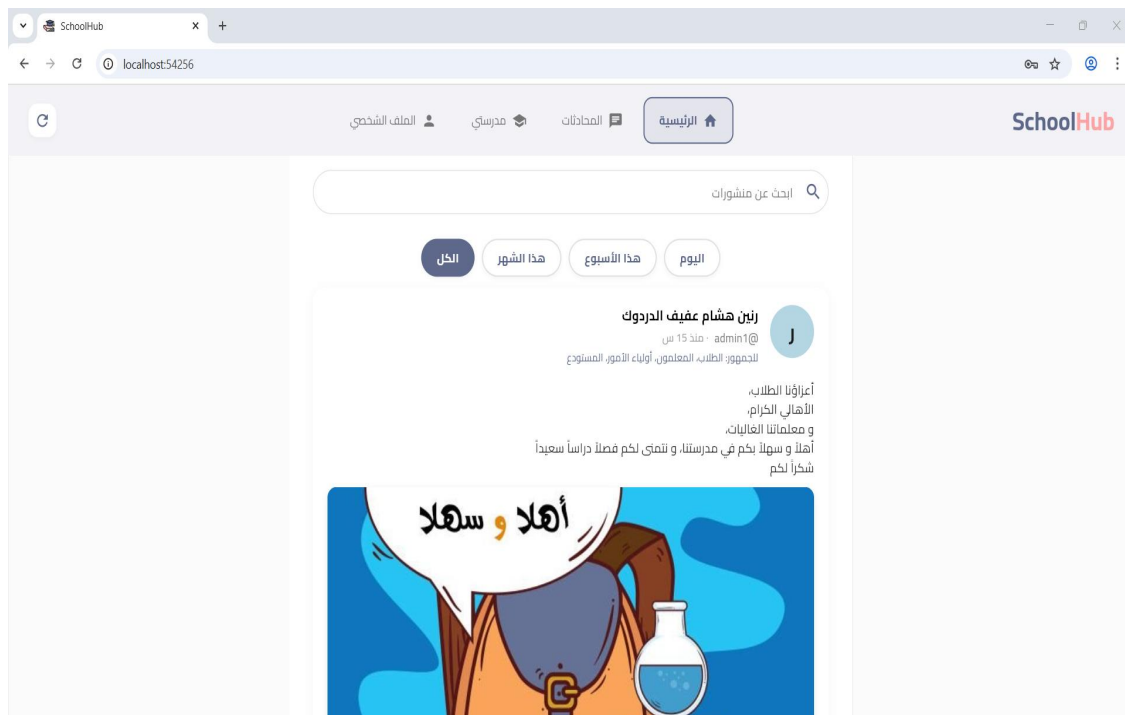 SchoolHub
localhost:54256
SchoolHub
الرئيسية
المحادثات
مدرستي
الملف الشخصي
ابحث عن منشورات
اليوم
هذا الأسبوع
هذا الشهر
الكل
ر
رنين هشام عفيف الدردوك
@admin1 · منذ 15 س
للجمهور: الطلاب، المعلمون، أولياء الأمور، المستودع
أعزاؤنا الطلاب،
الأهالي الكرام،
و معلماتنا الغاليات،
أهلاً و سهلاً بكم في مدرستنا، و نتمنى لكم فصلاً دراساً سعيداً
شكراً لكم
أهلا و سهلا